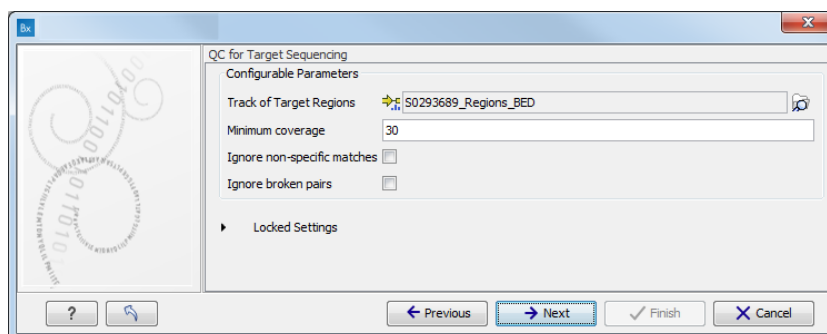 Bx
QC for Target Sequencing
Configurable Parameters
Track of Target Regions S0293689_Regions_BED
Minimum coverage 30
Ignore non-specific matches
Ignore broken pairs
Locked Settings
? Previous Next Finish Cancel